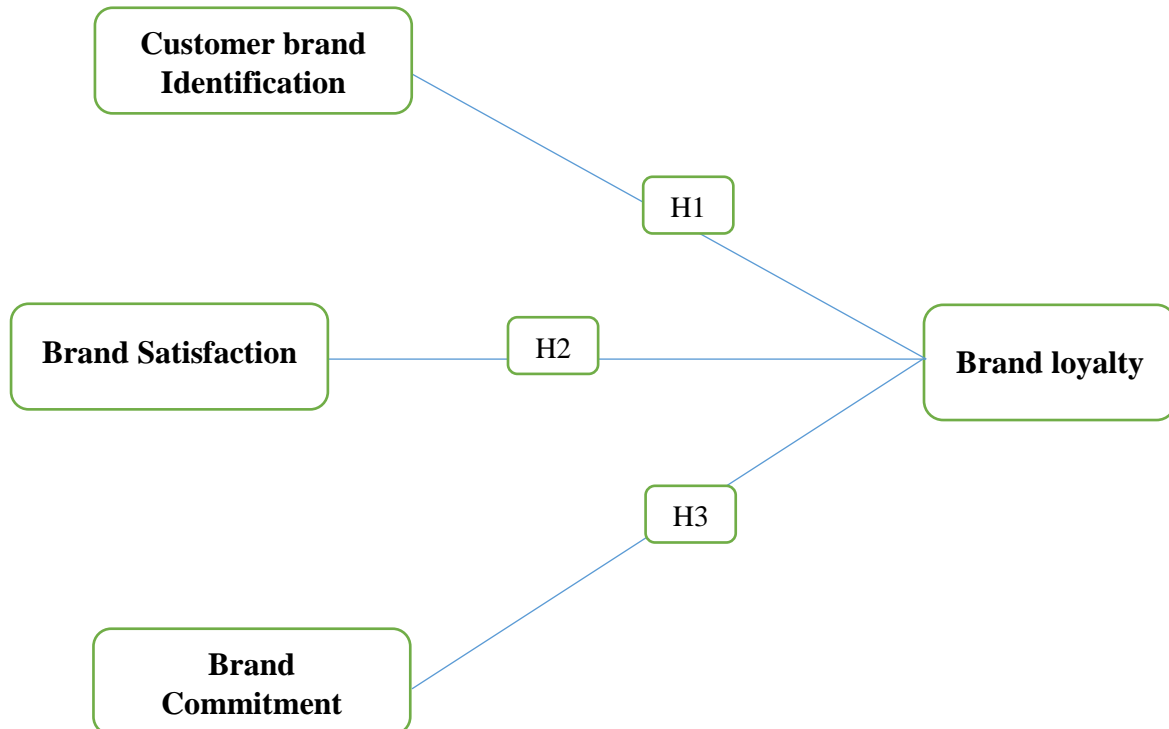 Customer brand
Identification
H1
Brand Satisfaction
H2
Brand loyalty
H3
Brand
Commitment